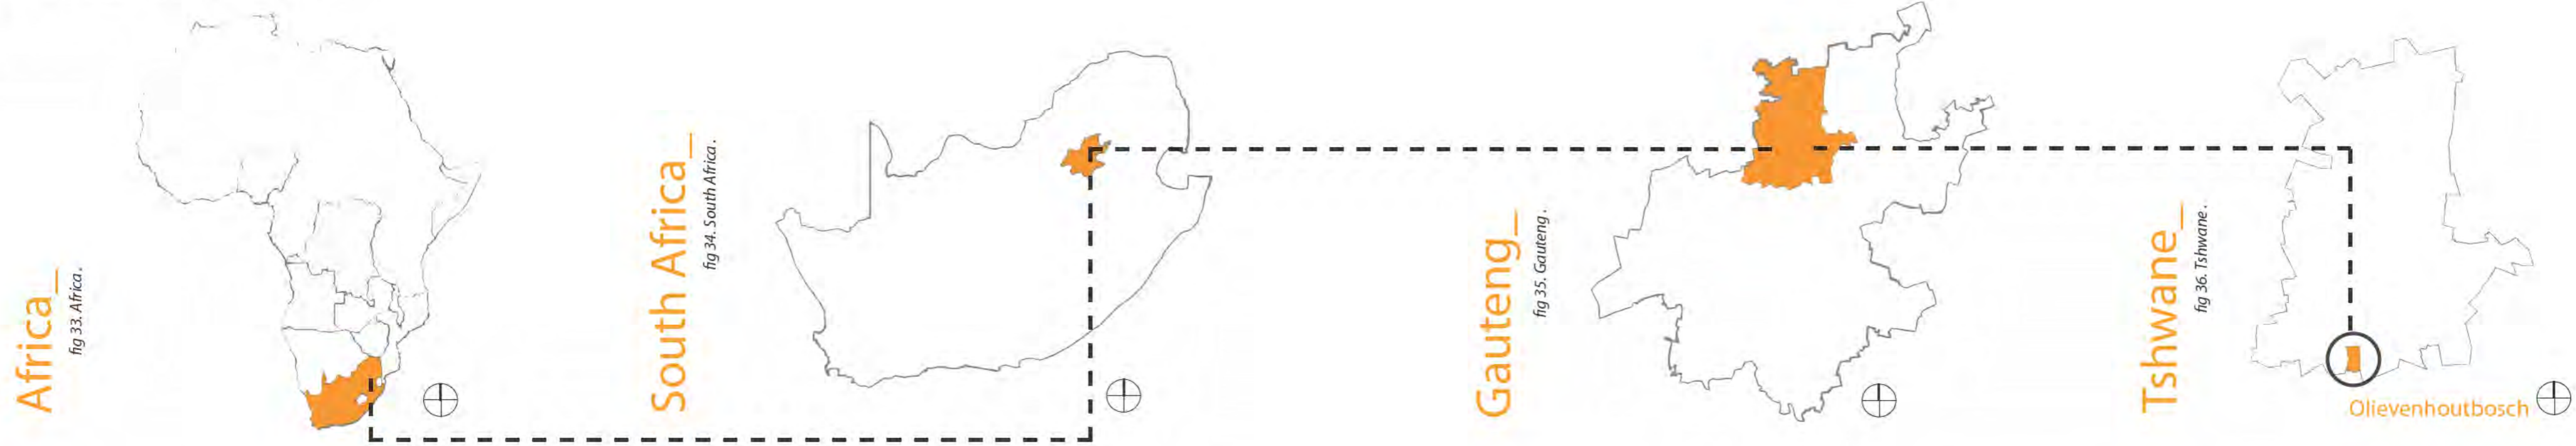 Africa_
fig 33. Africa.
South Africa_
fig 34. South Africa.
Gauteng_
fig 35. Gauteng.
Tshwane_
fig 36. Tshwane.
Olievenhoutbosch